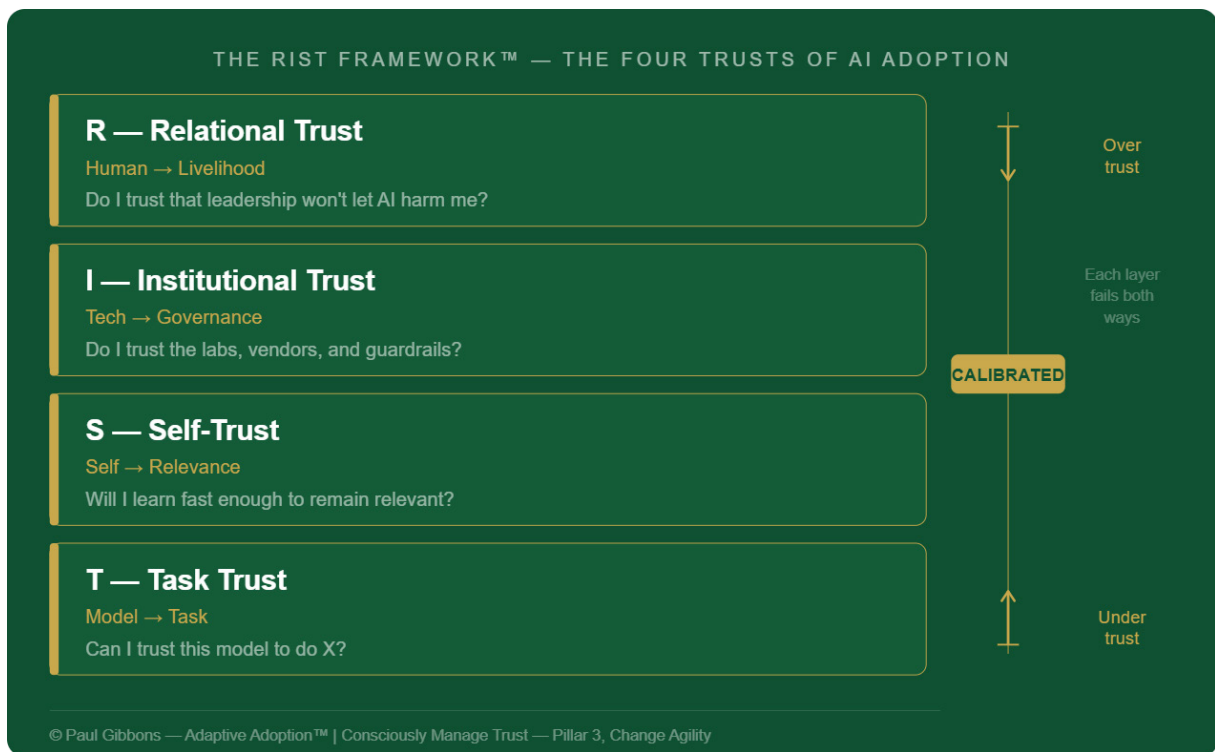 THE RIST FRAMEWORK™ — THE FOUR TRUSTS OF AI ADOPTION
R — Relational Trust
Human → Livelihood
Do I trust that leadership won't let AI harm me?
I — Institutional Trust
Tech → Governance
Do I trust the labs, vendors, and guardrails?
S — Self-Trust
Self → Relevance
Will I learn fast enough to remain relevant?
T — Task Trust
Model → Task
Can I trust this model to do X?
Over
trust
Each layer
fails both
ways
CALIBRATED
Under
trust
© Paul Gibbons — Adaptive Adoption™ | Consciously Manage Trust — Pillar 3, Change Agility